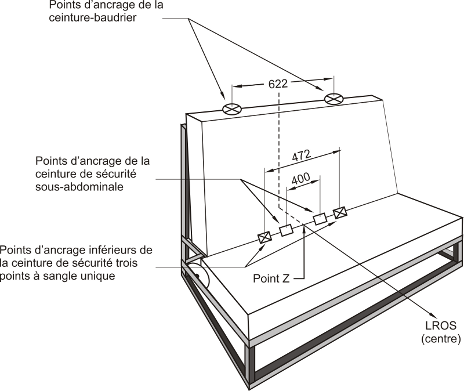 Points d'ancrage de la
ceinture-baudrier
622
472
400
Points d'ancrage de la
ceinture de sécurité
sous-abdominale
Points d'ancrage inférieurs de
la ceinture de sécurité trois
points à sangle unique
Point Z
LROS
(centre)